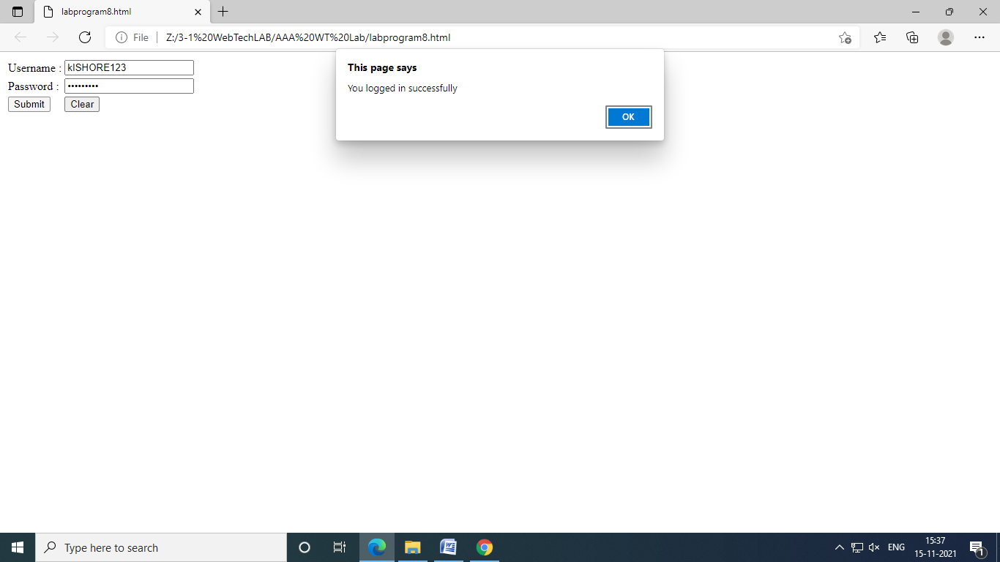 labprogram8.html
File
Z:/3-1%20WebTechLAB/AAA%20WT%20Lab/labprogram8.html
This page says
You logged in successfully
OK
Username : kISHORE123
Password : •••••••••
Submit Clear
Type here to search
W
ENG
15:37
15-11-2021
1